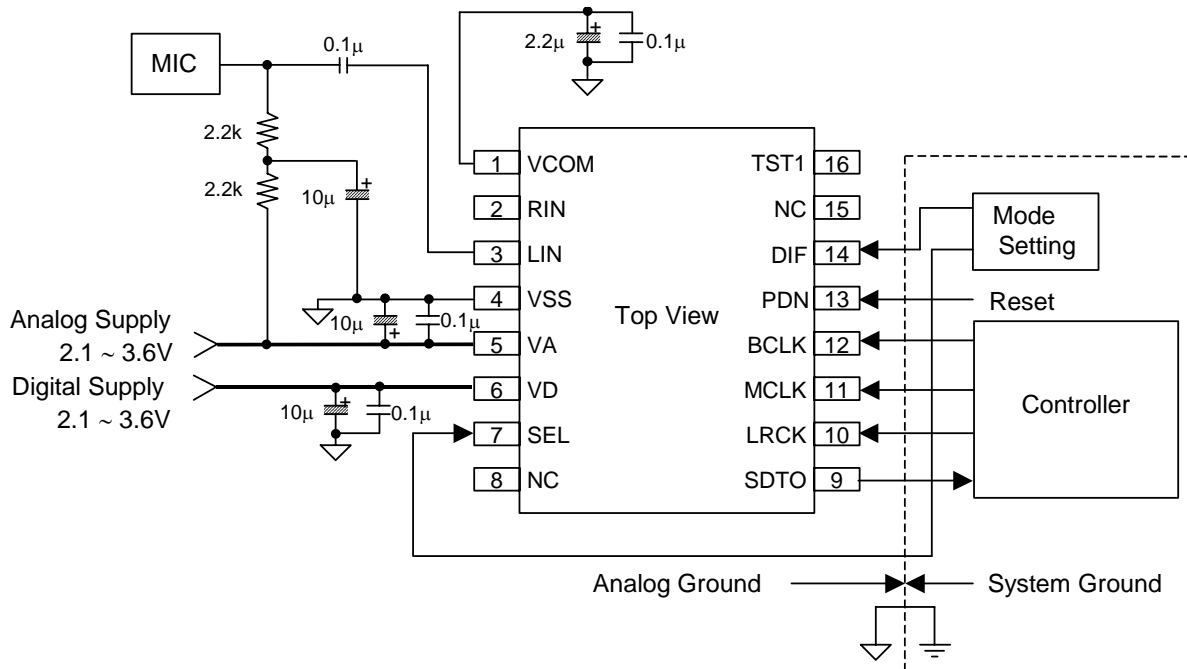 MIC
0.1μ
2.2μ
+
0.1μ
2.2k
2.2k
10μ
+
1 VCOM
2 RIN
3 LIN
4 VSS
5 VA
6 VD
7 SEL
8 NC
Top View
TST1 16
NC 15
DIF 14
PDN 13
BCLK 12
MCLK 11
LRCK 10
SDTO 9
Mode
Setting
Reset
Controller
10μ
+
0.1μ
Analog Supply
2.1 ~ 3.6V
Digital Supply
2.1 ~ 3.6V
10μ
+
0.1μ
Analog Ground
System Ground